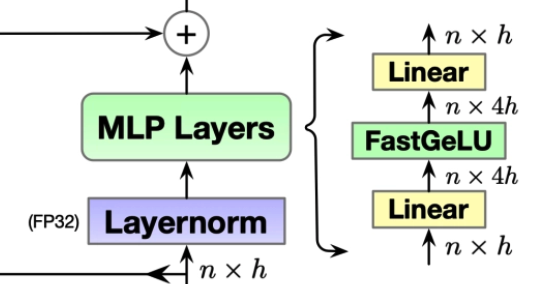 +
MLP Layers
(FP32) Layernorm
n × h
n × h
Linear
n × 4h
FastGeLU
n × 4h
Linear
n × h